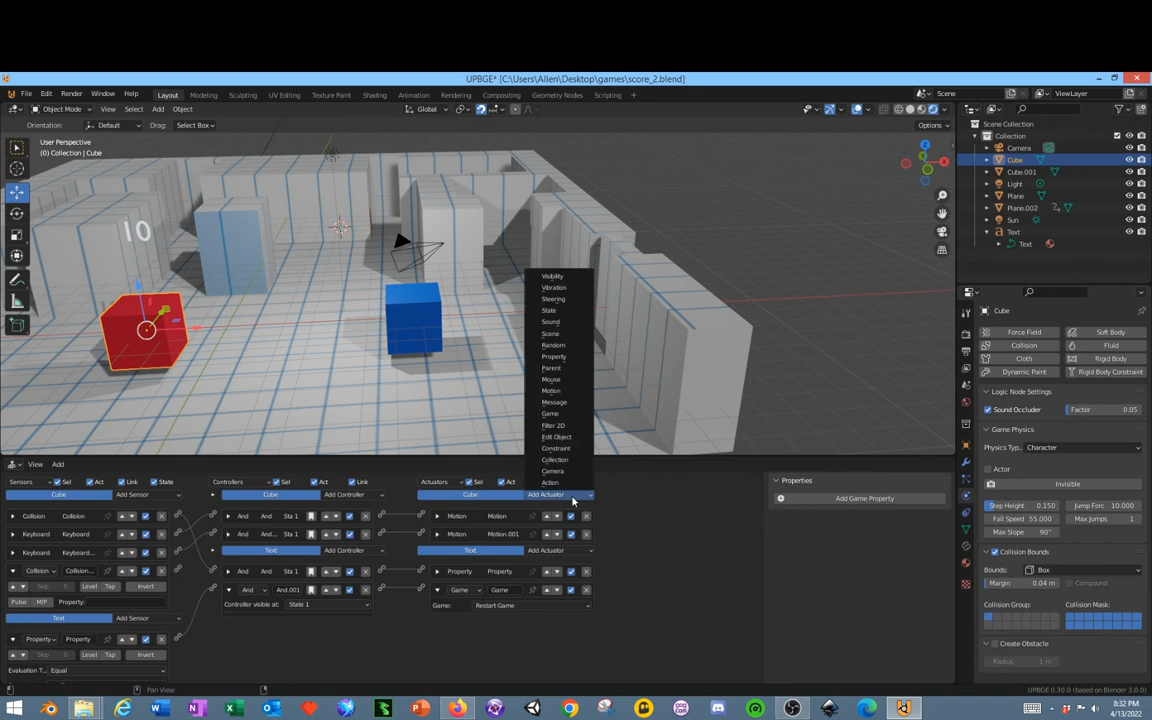 UPBGE* [C:\Users\Allen\Desktop\games\score_2.blend]
File Edit Render Window Help Layout Modeling Sculpting UV Editing Texture Paint Shading Animation Rendering Compositing Geometry Nodes Scripting + Scene ViewLayer
Object Mode View Select Add Object Global
Orientation: Default Drag: Select Box Options
User Perspective
(0) Collection | Cube
Z
X
Y
10
Scene Collection
Collection
Camera
Cube
Cube.001
Light
Plane
Plane.002
Sun
Text
Text
Cube
Force Field Soft Body
Collision Fluid
Cloth Rigid Body
Dynamic Paint Rigid Body Constraint
Logic Node Settings
Sound Occluder Factor 0.05
Game Physics
Physics Typ.. Character
Actor
Invisible
Step Height 0.150 Jump Forc 10.000
Fall Speed 55.000 Max Jumps 1
Max Slope 90°
Collision Bounds
Bounds: Box
Margin 0.04 m Compound
Collision Group: Collision Mask:
Create Obstacle
Radius 1 m
Visibility
Vibration
Steering
State
Sound
Scene
Random
Property
Parent
Mouse
Motion
Message
Game
Filter 2D
Edit Object
Constraint
Collection
Camera
Action
View Add
Sensors Sel Act Link State Controllers Sel Act Link Actuators Sel Act
Cube Add Sensor Cube Add Controller Cube Add Actuator
Collision Collision And And Sta 1 Motion Motion
Keyboard Keyboard And And... Sta 1 Motion Motion.001
Keyboard Keyboard... Text Add Controller Text Add Actuator
Collision Collision... And And Sta 1 Property Property
Skip 0 Level Tap Invert And And.001 Game Game
Pulse M/F Property: Controller visible at: State 1 Game: Restart Game
Text Add Sensor
Property Property
Skip 0 Level Tap Invert
Evaluation T... Equal
Properties
Add Game Property
Pan View UPBGE 0.30.0 (based on Blender 3.0.0)
8:32 PM
4/13/2022